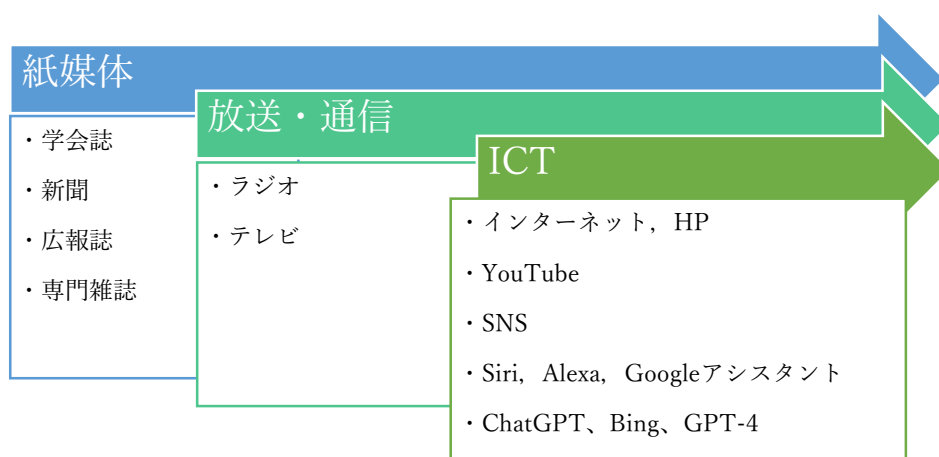 紙媒体
・学会誌
・新聞
・広報誌
・専門雑誌
放送・通信
・ラジオ
・テレビ
ICT
・インターネット，HP
・YouTube
・SNS
・Siri，Alexa，Googleアシスタント
・ChatGPT、Bing、GPT-4